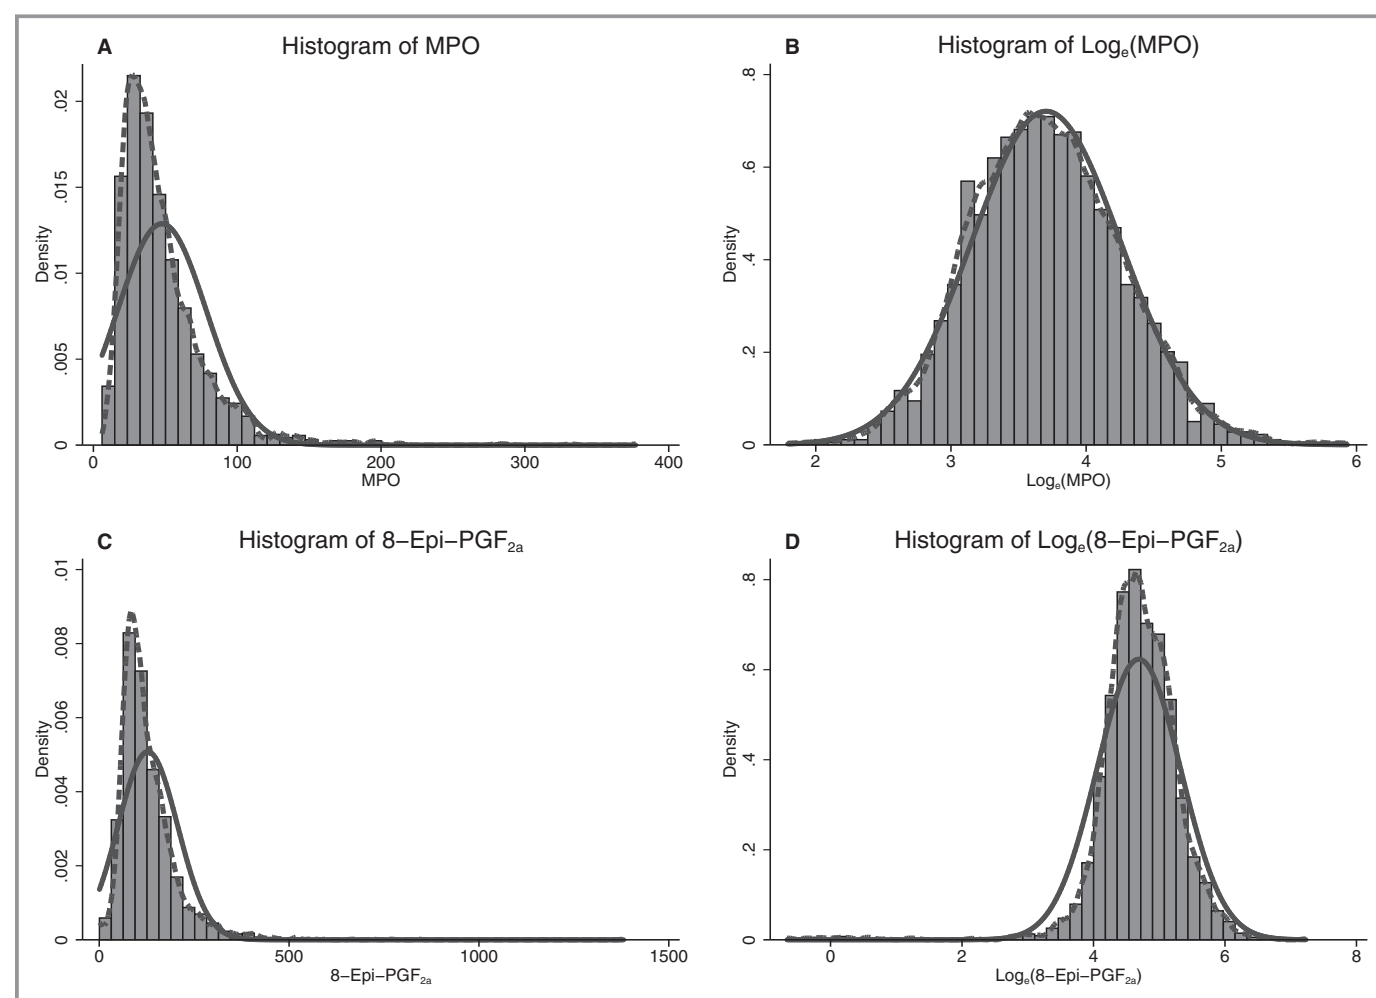 A Histogram of MPO
Density
0 .005 .01 .015 .02
0 100 200 300 400
MPO
B Histogram of Logₑ(MPO)
Density
0 .2 .4 .6 .8
2 3 4 5 6
Logₑ(MPO)
C Histogram of 8−Epi−PGF₂ₐ
Density
0 .002 .004 .006 .008 .01
0 500 1000 1500
8−Epi−PGF₂ₐ
D Histogram of Logₑ(8−Epi−PGF₂ₐ)
Density
0 .2 .4 .6 .8
0 2 4 6 8
Logₑ(8−Epi−PGF₂ₐ)